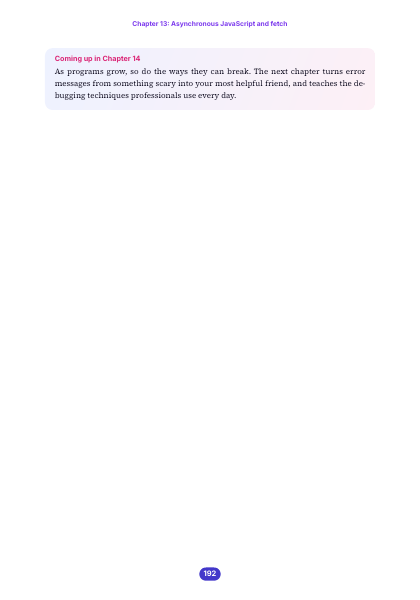 Chapter 13: Asynchronous JavaScript and fetch
Coming up in Chapter 14
As programs grow, so do the ways they can break. The next chapter turns error
messages from something scary into your most helpful friend, and teaches the de-
bugging techniques professionals use every day.
192